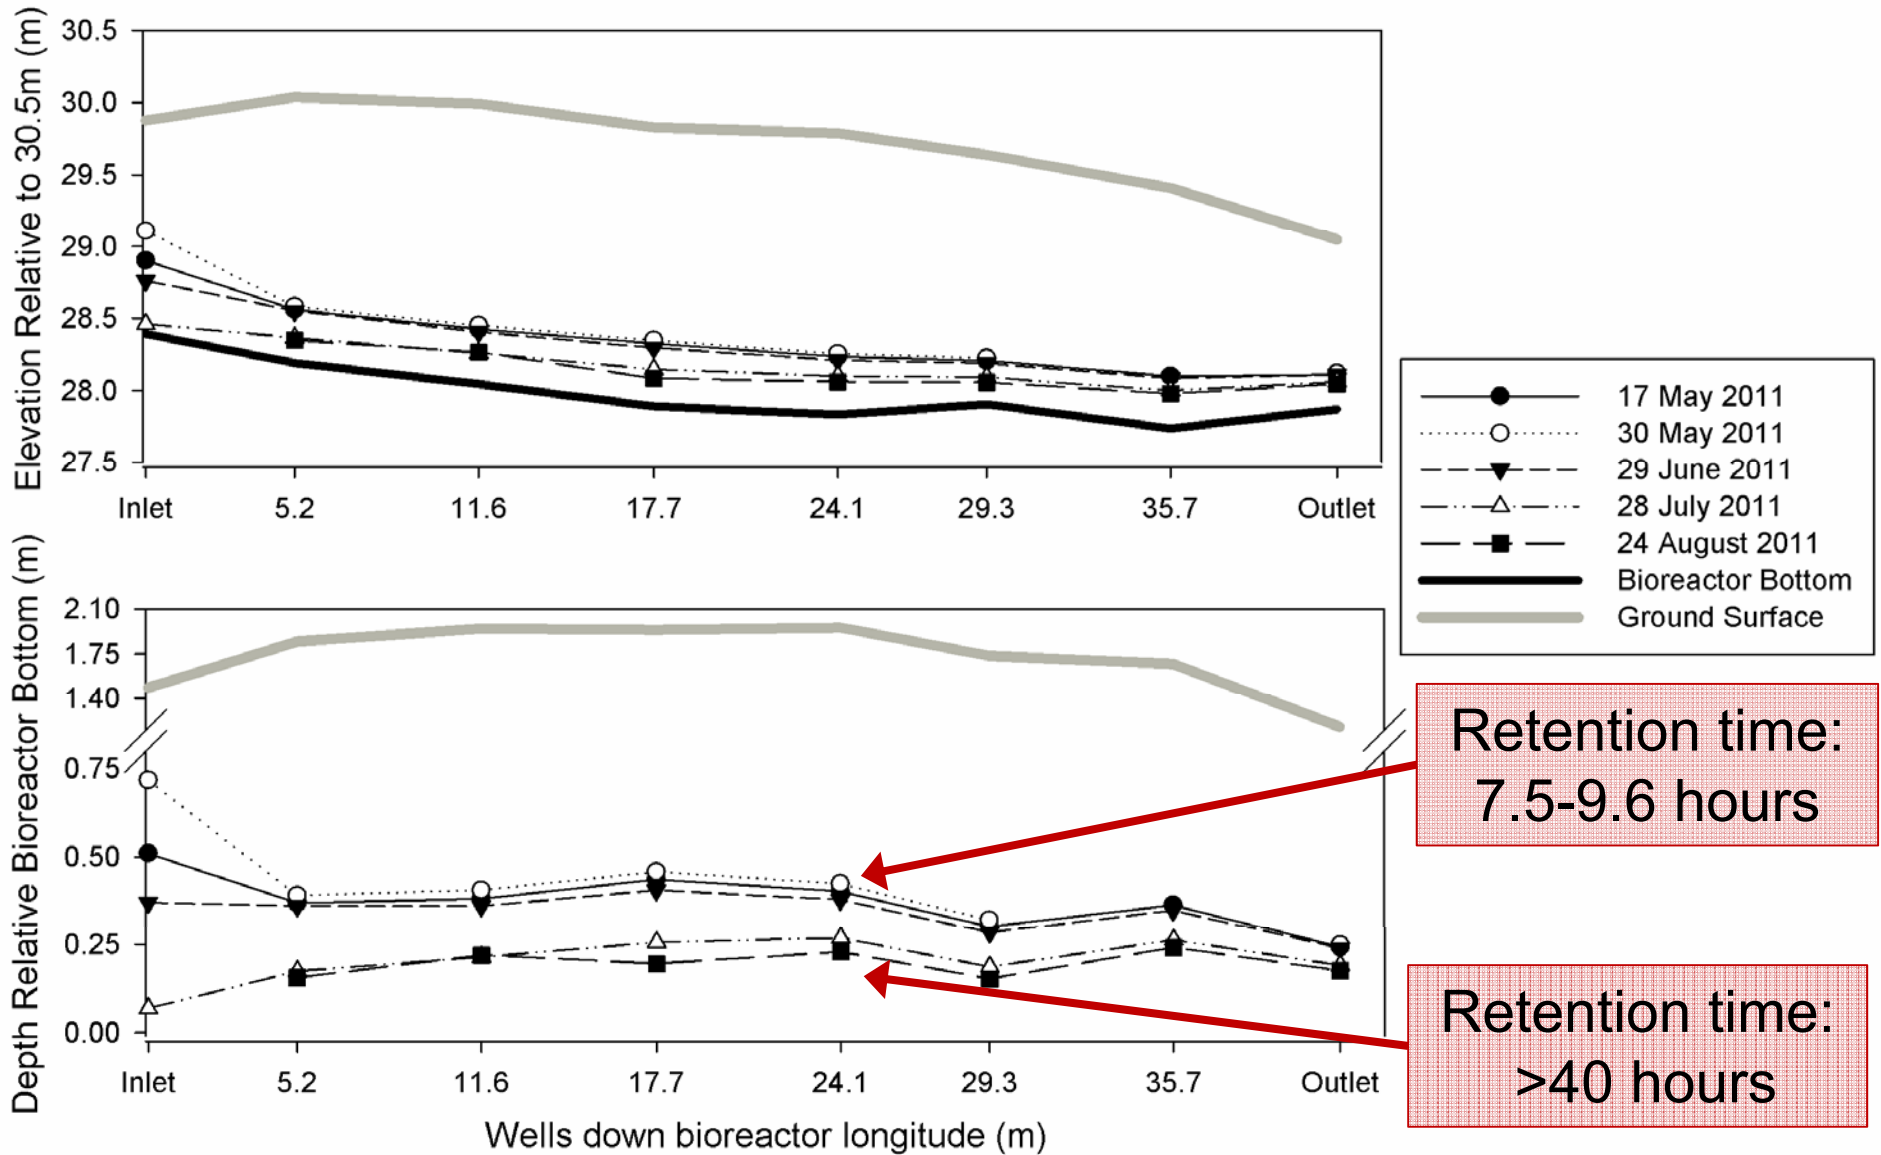 Elevation Relative to 30.5m (m)
30.5
30.0
29.5
29.0
28.5
28.0
27.5
Inlet 5.2 11.6 17.7 24.1 29.3 35.7 Outlet
17 May 2011
30 May 2011
29 June 2011
28 July 2011
24 August 2011
Bioreactor Bottom
Ground Surface
Depth Relative Bioreactor Bottom (m)
2.10
1.75
1.40
0.75
0.50
0.25
0.00
Inlet 5.2 11.6 17.7 24.1 29.3 35.7 Outlet
Wells down bioreactor longitude (m)
Retention time:
7.5-9.6 hours
Retention time:
>40 hours